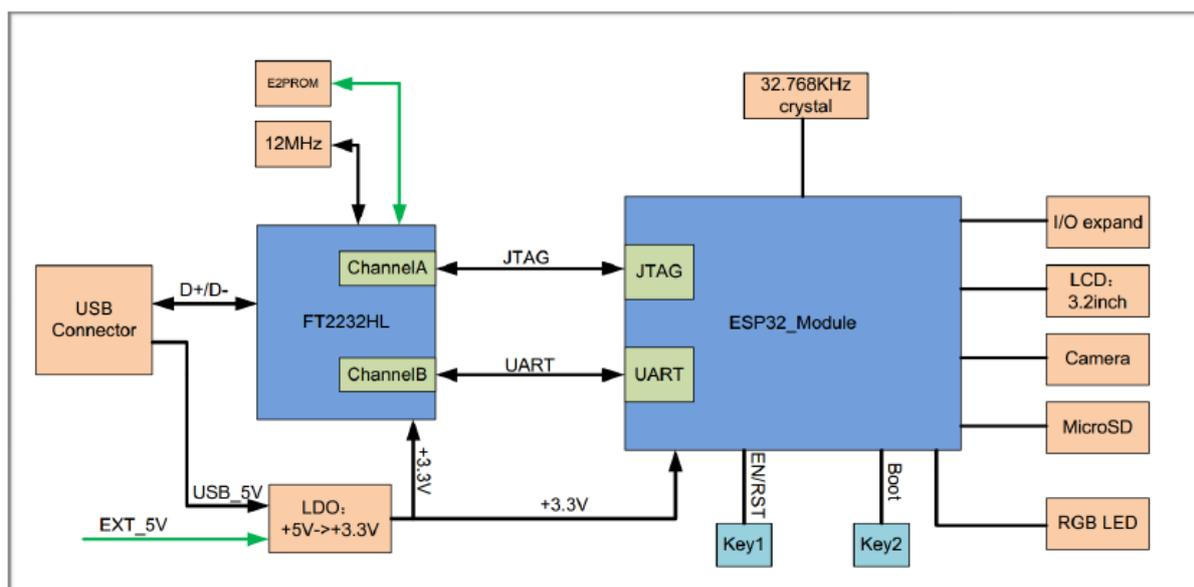 E2PROM
12MHz
32.768KHz
crystal
I/O expand
ChannelA
JTAG
JTAG
LCD：
3.2inch
D+/D-
USB
Connector
FT2232HL
ESP32_Module
Camera
ChannelB
UART
UART
MicroSD
+3.3V
EN/RST
Boot
USB_5V
LDO：
+5V->+3.3V
+3.3V
EXT_5V
Key1
Key2
RGB LED